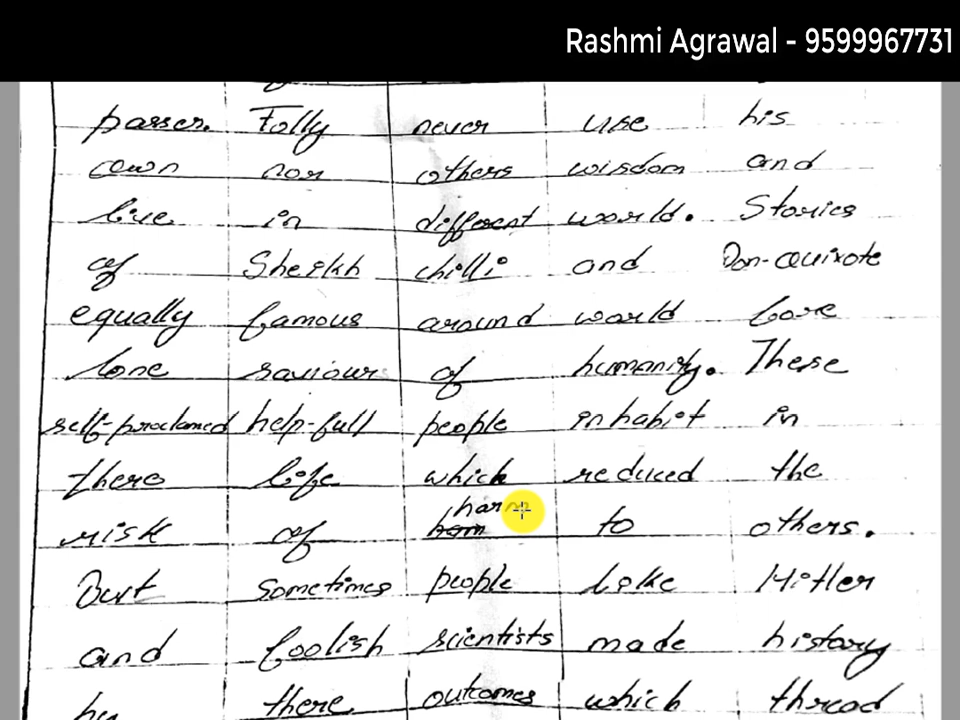 Rashmi Agrawal - 9599967731
passer. Folly never use his
own nor others wisdom and
live in different world. Stories
of Sheikh chilli and Don-Quixote
equally famous around world
lone saviours of humanity. These
self-proclamed help-full people inhabit in
there life which reduced the
risk of harm to others.
But sometimes people like Hitler
and foolish scientists made history
by there outcomes which thread